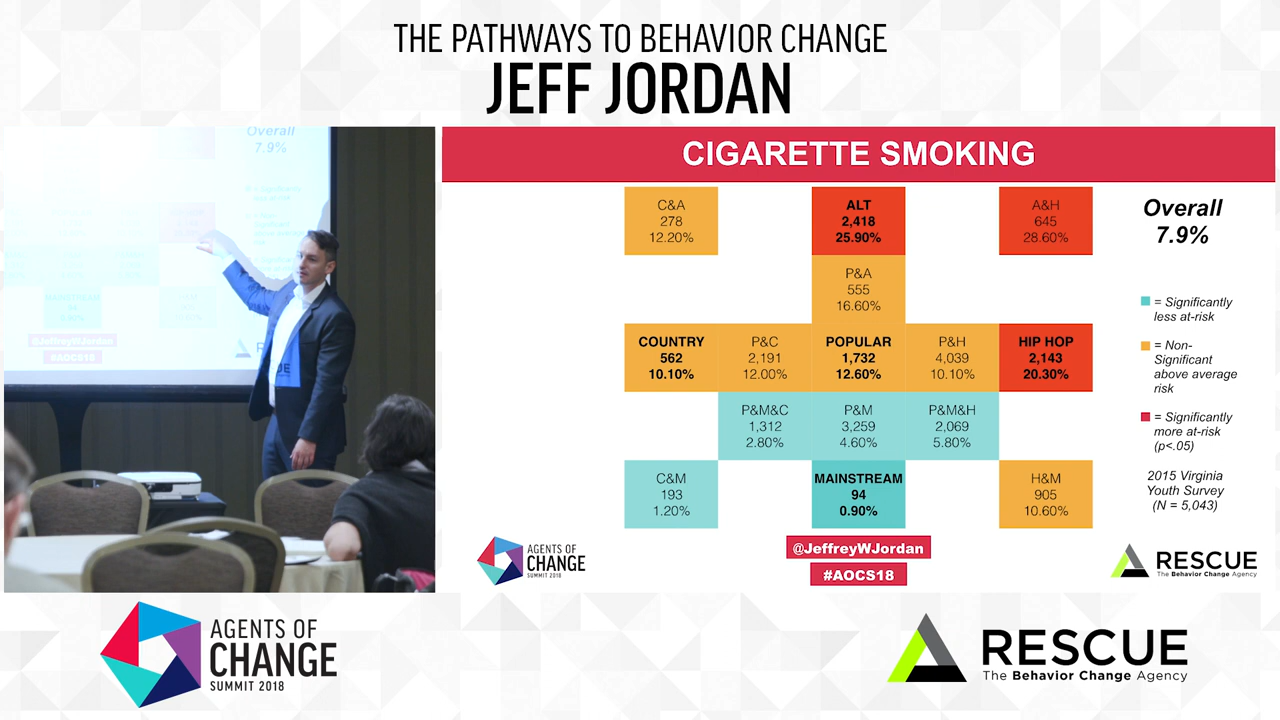 THE PATHWAYS TO BEHAVIOR CHANGE
JEFF JORDAN
Overall
7.9%
MAINSTREAM
94
@JeffreyWJordan
#AOCS18
CIGARETTE SMOKING
C&A
278
12.20%
ALT
2,418
25.90%
A&H
645
28.60%
Overall
7.9%
P&A
555
16.60%
COUNTRY
562
10.10%
P&C
2,191
12.00%
POPULAR
1,732
12.60%
P&H
4,039
10.10%
HIP HOP
2,143
20.30%
P&M&C
1,312
2.80%
P&M
3,259
4.60%
P&M&H
2,069
5.80%
C&M
193
1.20%
MAINSTREAM
94
0.90%
H&M
905
10.60%
= Significantly
less at-risk
= Non-
Significant
above average
risk
= Significantly
more at-risk
(p<.05)
2015 Virginia
Youth Survey
(N = 5,043)
AGENTS OF
CHANGE
SUMMIT 2018
@JeffreyWJordan
#AOCS18
RESCUE
The Behavior Change Agency
AGENTS OF
CHANGE
SUMMIT 2018
RESCUE
The Behavior Change Agency